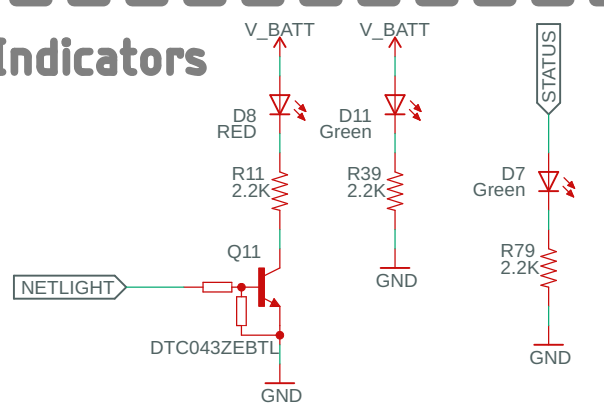 Indicators
V_BATT
D8
RED
R11
2.2K
Q11
NETLIGHT
DTC043ZEBTL
GND
V_BATT
D11
Green
R39
2.2K
GND
STATUS
D7
Green
R79
2.2K
GND